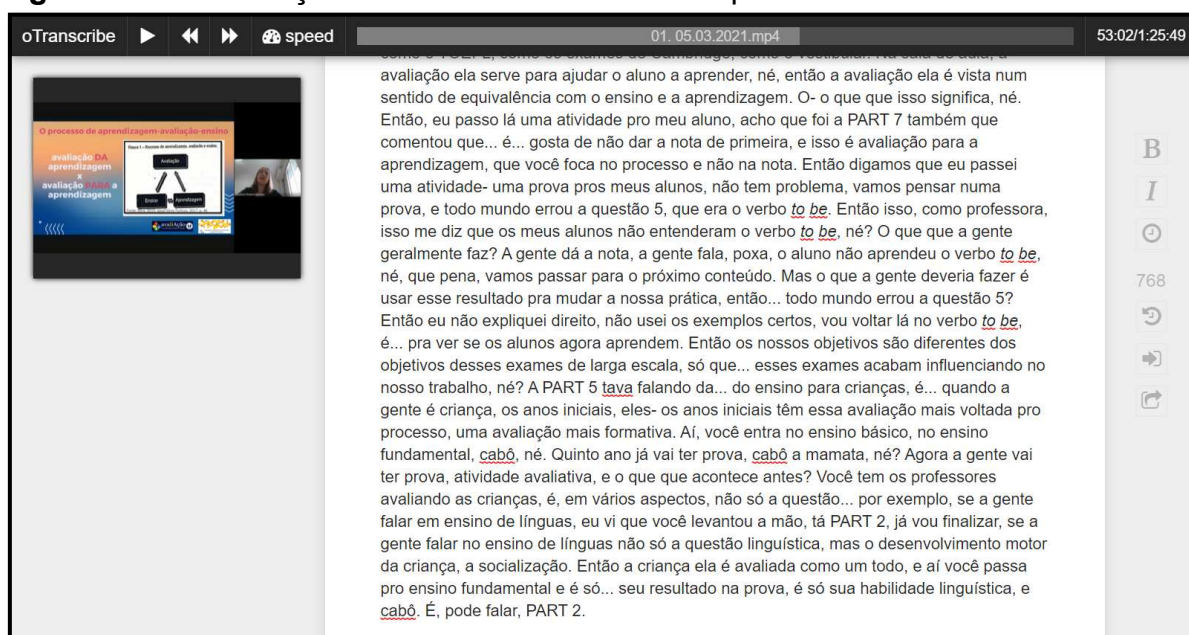 oTranscribe
speed
01. 05.03.2021.mp4
53:02/1:25:49
O processo de aprendizagem-avaliação-ensino
avaliação DA
aprendizagem
x
avaliação PARA a
aprendizagem
Avaliação
Ensino
Aprendizagem
avaliação ela serve para ajudar o aluno a aprender, né, então a avaliação ela é vista num
sentido de equivalência com o ensino e a aprendizagem. O- o que que isso significa, né.
Então, eu passo lá uma atividade pro meu aluno, acho que foi a PART 7 também que
comentou que... é... gosta de não dar a nota de primeira, e isso é avaliação para a
aprendizagem, que você foca no processo e não na nota. Então digamos que eu passei
uma atividade- uma prova pros meus alunos, não tem problema, vamos pensar numa
prova, e todo mundo errou a questão 5, que era o verbo to be. Então isso, como professora,
isso me diz que os meus alunos não entenderam o verbo to be, né? O que que a gente
geralmente faz? A gente dá a nota, a gente fala, poxa, o aluno não aprendeu o verbo to be,
né, que pena, vamos passar para o próximo conteúdo. Mas o que a gente deveria fazer é
usar esse resultado pra mudar a nossa prática, então... todo mundo errou a questão 5?
Então eu não expliquei direito, não usei os exemplos certos, vou voltar lá no verbo to be,
é... pra ver se os alunos agora aprendem. Então os nossos objetivos são diferentes dos
objetivos desses exames de larga escala, só que... esses exames acabam influenciando no
nosso trabalho, né? A PART 5 tava falando da... do ensino para crianças, é... quando a
gente é criança, os anos iniciais, eles- os anos iniciais têm essa avaliação mais voltada pro
processo, uma avaliação mais formativa. Aí, você entra no ensino básico, no ensino
fundamental, cabô, né. Quinto ano já vai ter prova, cabô a mamata, né? Agora a gente vai
ter prova, atividade avaliativa, e o que que acontece antes? Você tem os professores
avaliando as crianças, é, em vários aspectos, não só a questão... por exemplo, se a gente
falar em ensino de línguas, eu vi que você levantou a mão, tá PART 2, já vou finalizar, se a
gente falar no ensino de línguas não só a questão linguística, mas o desenvolvimento motor
da criança, a socialização. Então a criança ela é avaliada como um todo, e aí você passa
pro ensino fundamental e é só... seu resultado na prova, é só sua habilidade linguística, e
cabô. É, pode falar, PART 2.
B
I
768